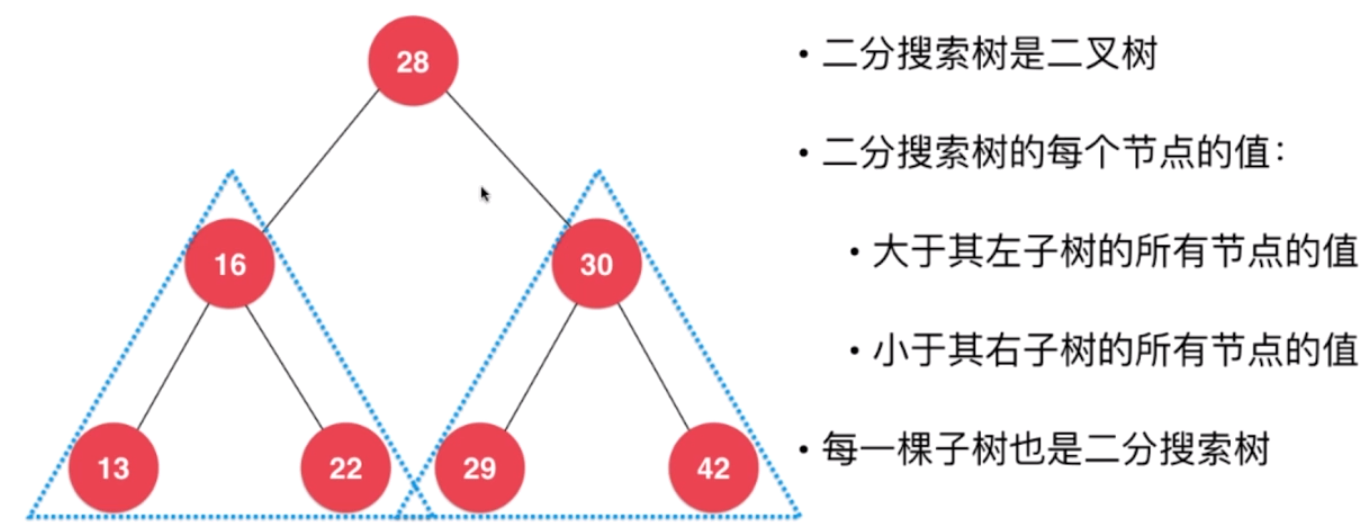 28
16
30
13
22
29
42
• 二分搜索树是二叉树
• 二分搜索树的每个节点的值：
• 大于其左子树的所有节点的值
• 小于其右子树的所有节点的值
• 每一棵子树也是二分搜索树